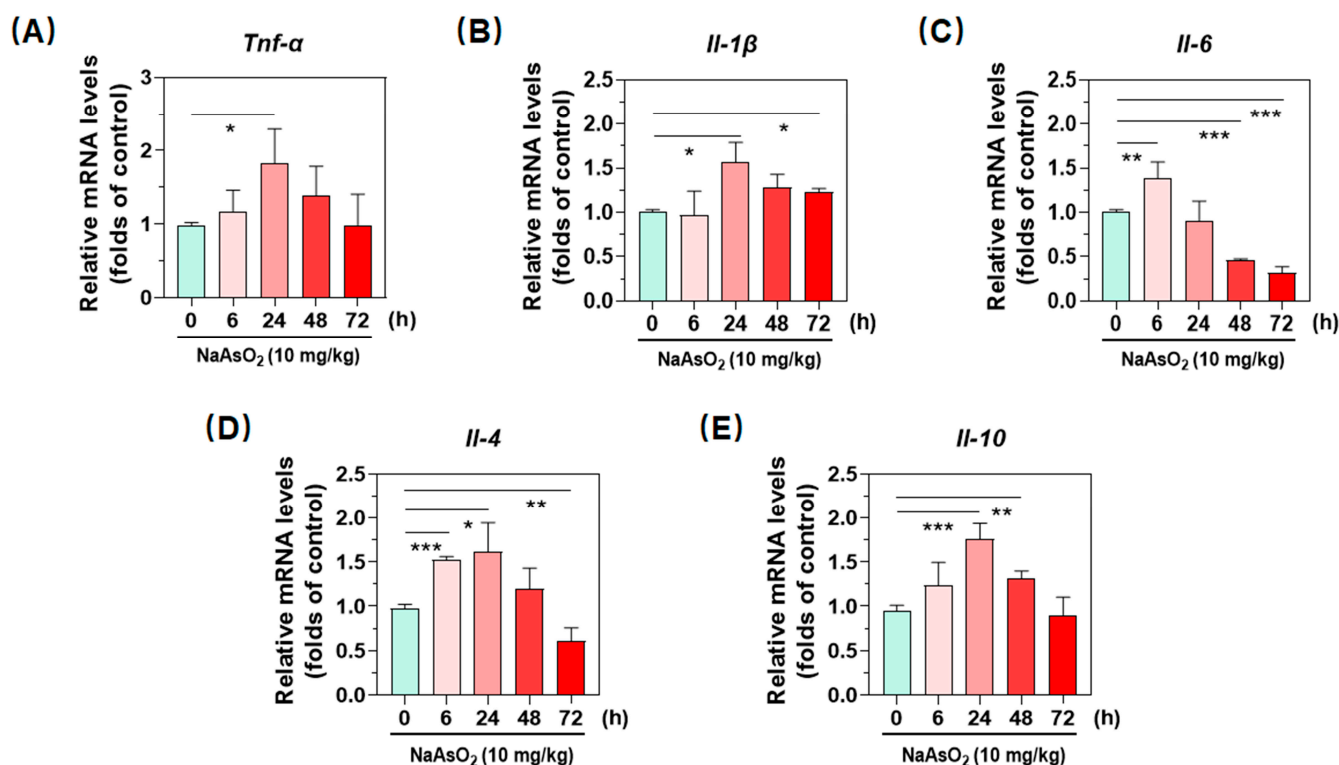 (A)
Tnf-α
Relative mRNA levels
(folds of control)
3
2
1
0
*
0 6 24 48 72 (h)
NaAsO₂ (10 mg/kg)
(B)
Il-1β
Relative mRNA levels
(folds of control)
2.5
2.0
1.5
1.0
0.5
0.0
*
*
0 6 24 48 72 (h)
NaAsO₂ (10 mg/kg)
(C)
Il-6
Relative mRNA levels
(folds of control)
2.5
2.0
1.5
1.0
0.5
0.0
***
***
**
0 6 24 48 72 (h)
NaAsO₂ (10 mg/kg)
(D)
Il-4
Relative mRNA levels
(folds of control)
2.5
2.0
1.5
1.0
0.5
0.0
**
*
***
0 6 24 48 72 (h)
NaAsO₂ (10 mg/kg)
(E)
Il-10
Relative mRNA levels
(folds of control)
2.5
2.0
1.5
1.0
0.5
0.0
*** **
0 6 24 48 72 (h)
NaAsO₂ (10 mg/kg)